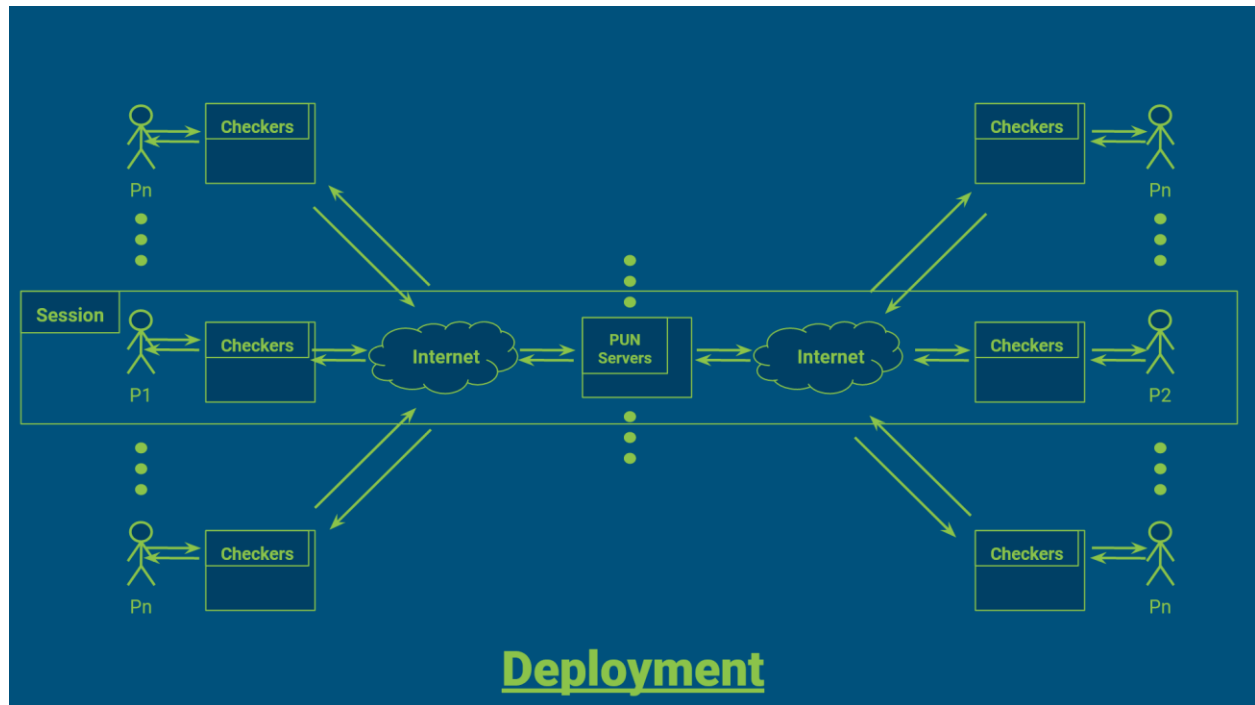 Checkers
Checkers
Pn
Pn
Session
Checkers
Internet
PUN
Servers
Internet
Checkers
P1
P2
Checkers
Checkers
Pn
Pn
Deployment